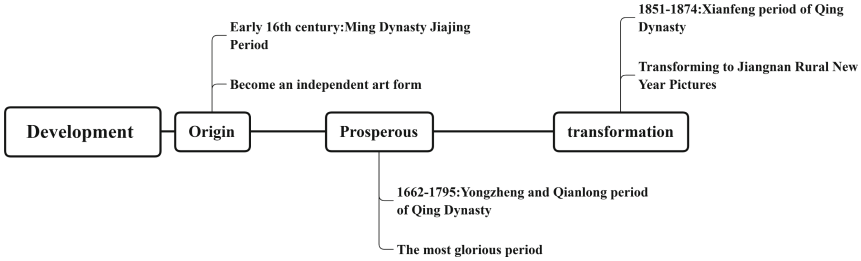 Development
Origin
Early 16th century:Ming Dynasty Jiajing
Period
Become an independent art form
Prosperous
1662-1795:Yongzheng and Qianlong period
of Qing Dynasty
The most glorious period
transformation
1851-1874:Xianfeng period of Qing
Dynasty
Transforming to Jiangnan Rural New
Year Pictures